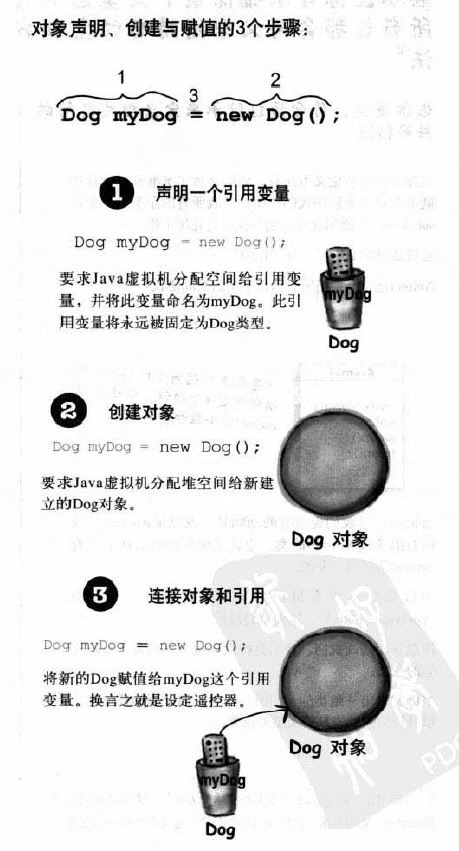 对象声明、创建与赋值的3个步骤：
1
3
2
Dog myDog = new Dog();
1 声明一个引用变量
Dog myDog = new Dog();
要求Java虚拟机分配空间给引用变
量，并将此变量命名为myDog。此引
用变量将永远被固定为Dog类型。
myDog
Dog
2 创建对象
Dog myDog = new Dog();
要求Java虚拟机分配堆空间给新建
立的Dog对象。
Dog 对象
3 连接对象和引用
Dog myDog = new Dog();
将新的Dog赋值给myDog这个引用
变量。换言之就是设定遥控器。
Dog 对象
myDog
Dog
PDG